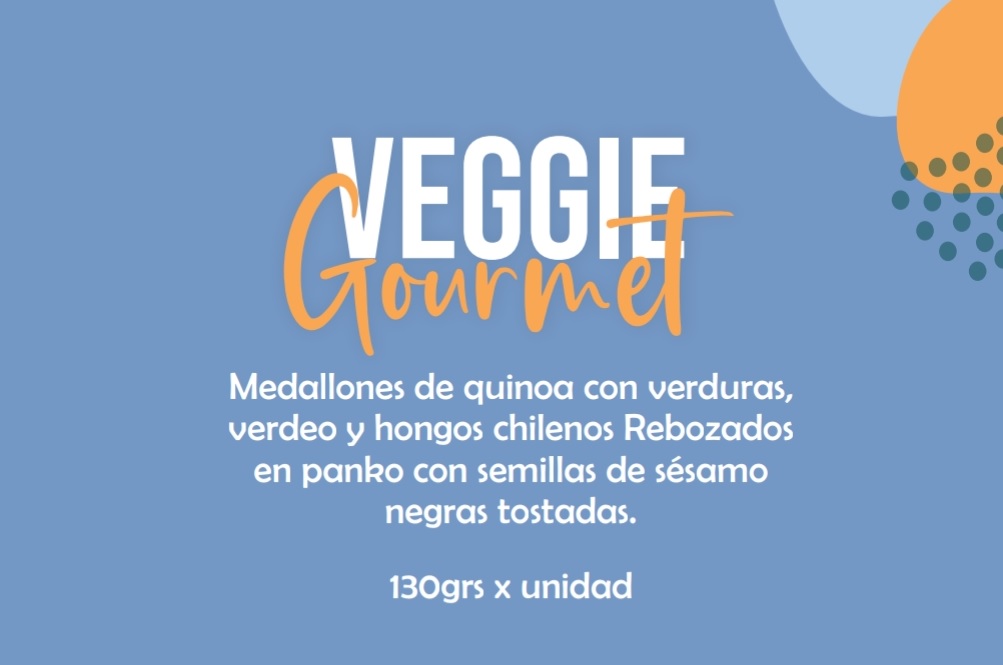 VEGGIE
Gourmet
Medallones de quinoa con verduras,
verdeo y hongos chilenos Rebozados
en panko con semillas de sésamo
negras tostadas.
130grs x unidad